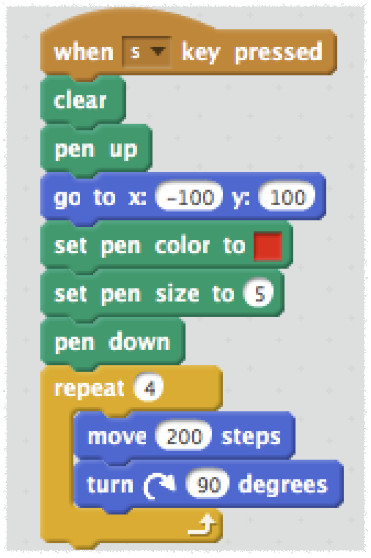 when s key pressed
clear
pen up
go to x: -100 y: 100
set pen color to
set pen size to 5
pen down
repeat 4
move 200 steps
turn 90 degrees